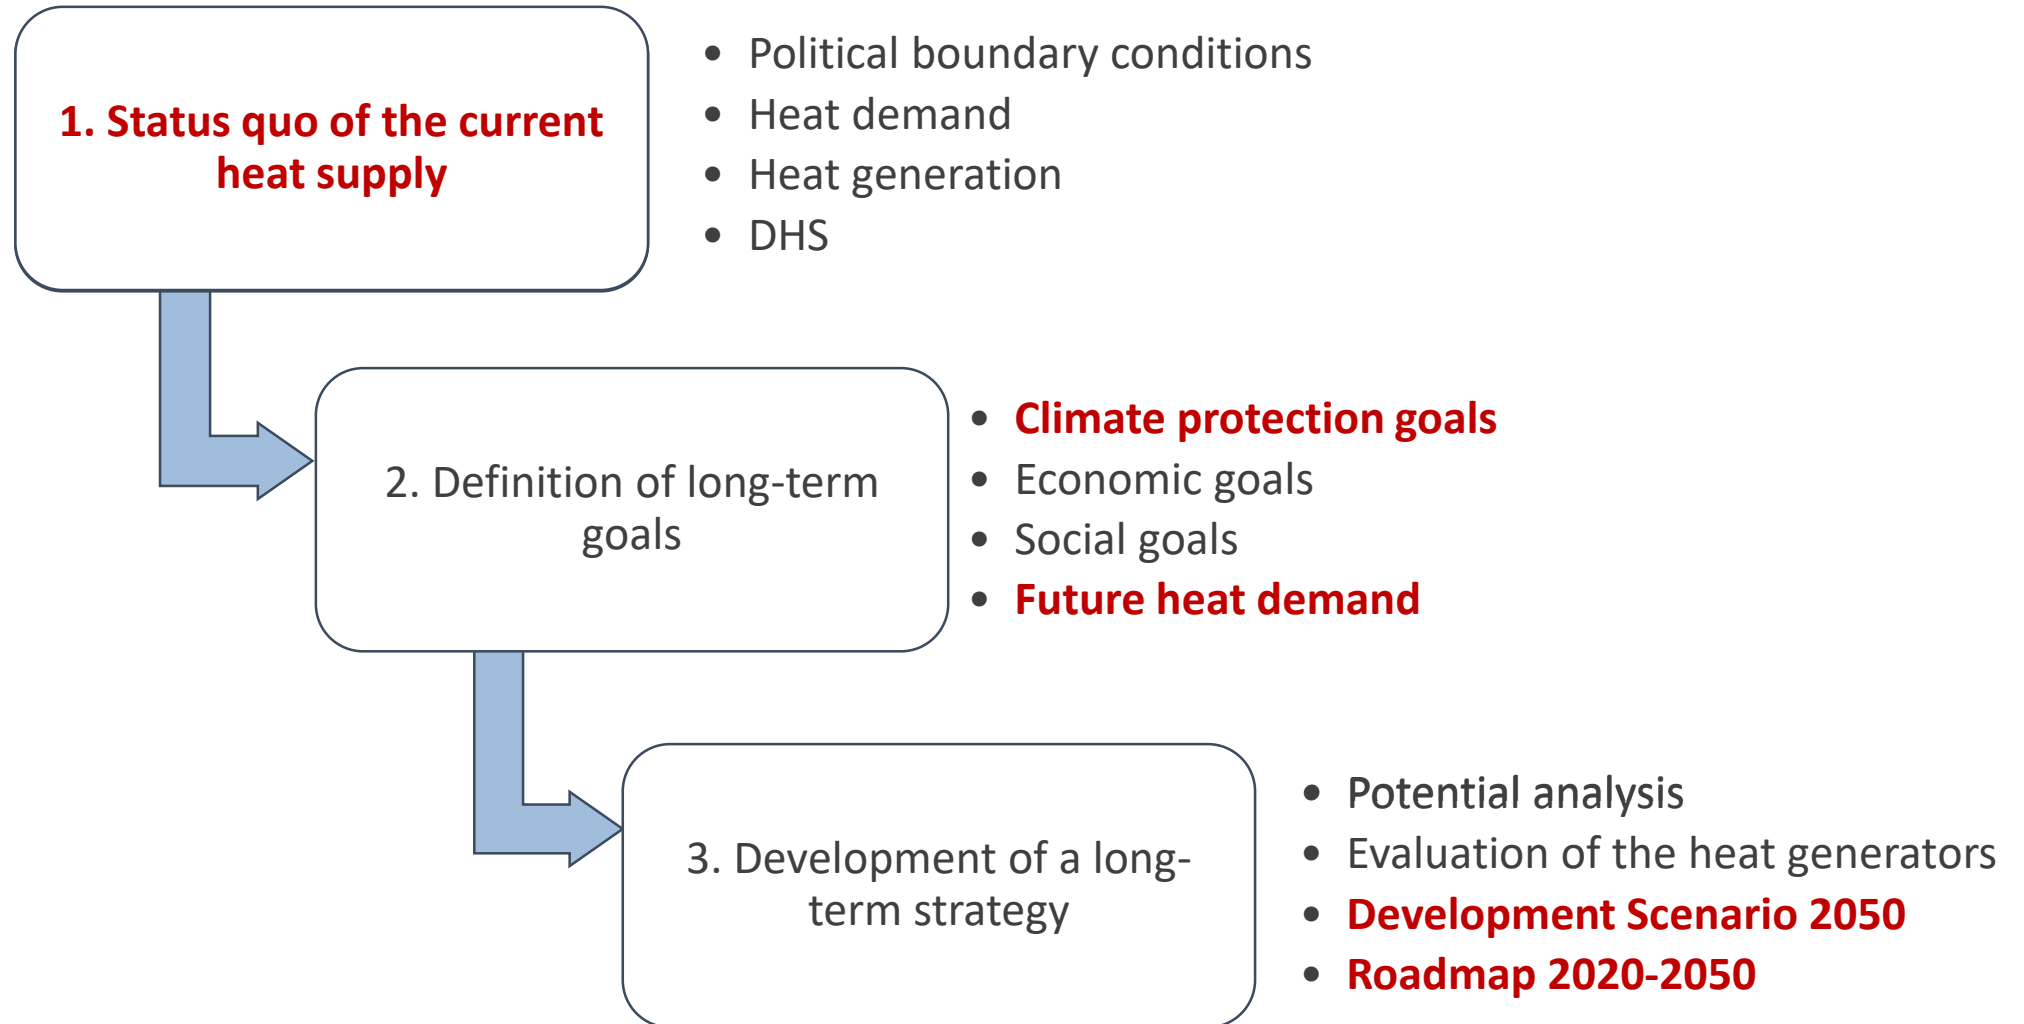 1. Status quo of the current
heat supply
• Political boundary conditions
• Heat demand
• Heat generation
• DHS
2. Definition of long-term
goals
• Climate protection goals
• Economic goals
• Social goals
• Future heat demand
3. Development of a long-
term strategy
• Potential analysis
• Evaluation of the heat generators
• Development Scenario 2050
• Roadmap 2020-2050